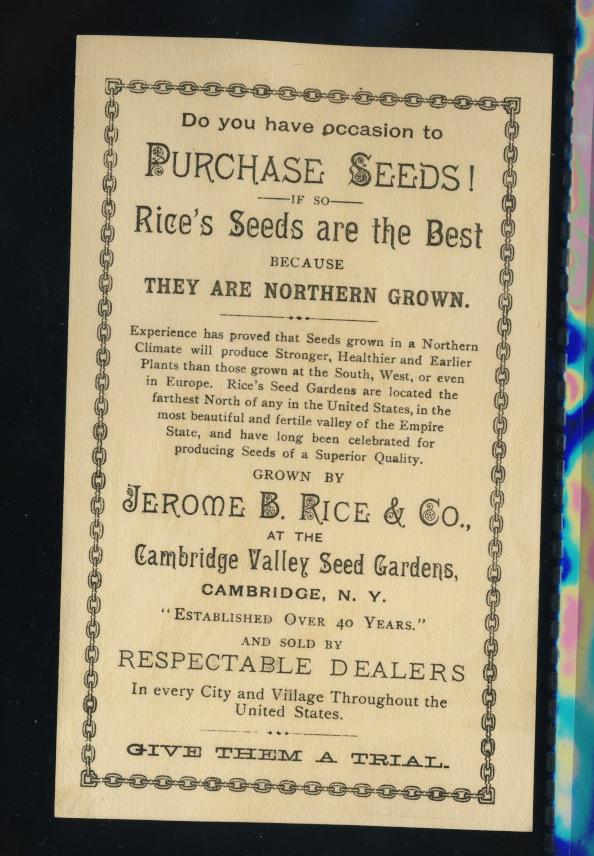 Do you have occasion to
PURCHASE SEEDS!
IF SO
Rice's Seeds are the Best
BECAUSE
THEY ARE NORTHERN GROWN.
Experience has proved that Seeds grown in a Northern
Climate will produce Stronger, Healthier and Earlier
Plants than those grown at the South, West, or even
in Europe. Rice's Seed Gardens are located the
farthest North of any in the United States, in the
most beautiful and fertile valley of the Empire
State, and have long been celebrated for
producing Seeds of a Superior Quality.
GROWN BY
JEROME B. RICE & CO.,
AT THE
Cambridge Valley Seed Gardens,
CAMBRIDGE, N. Y.
"ESTABLISHED OVER 40 YEARS."
AND SOLD BY
RESPECTABLE DEALERS
In every City and Village Throughout the
United States.
GIVE THEM A TRIAL.